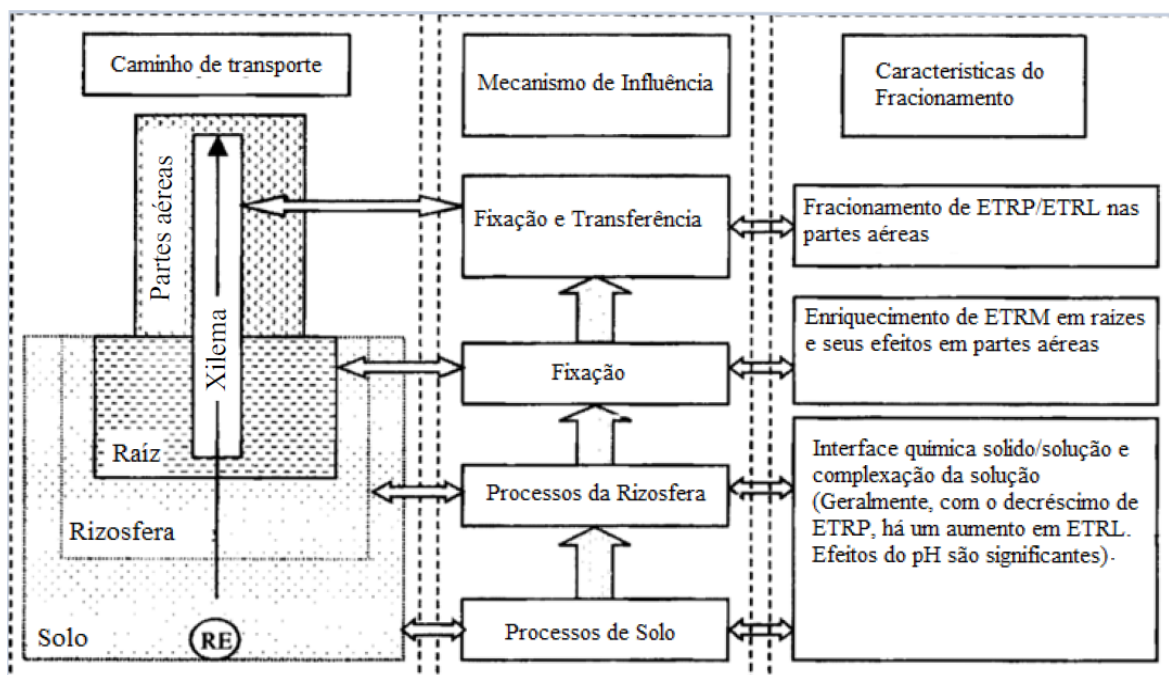 Caminho de transporte
Partes aéreas
Xilema
Raíz
Rizosfera
Solo
RE
Mecanismo de Influência
Fixação e Transferência
Fixação
Processos da Rizosfera
Processos de Solo
Características do
Fracionamento
Fracionamento de ETRP/ETRL nas
partes aéreas
Enriquecimento de ETRM em raízes
e seus efeitos em partes aéreas
Interface química solido/solução e
complexação da solução
(Geralmente, com o decréscimo de
ETRP, há um aumento em ETRL.
Efeitos do pH são significantes)-